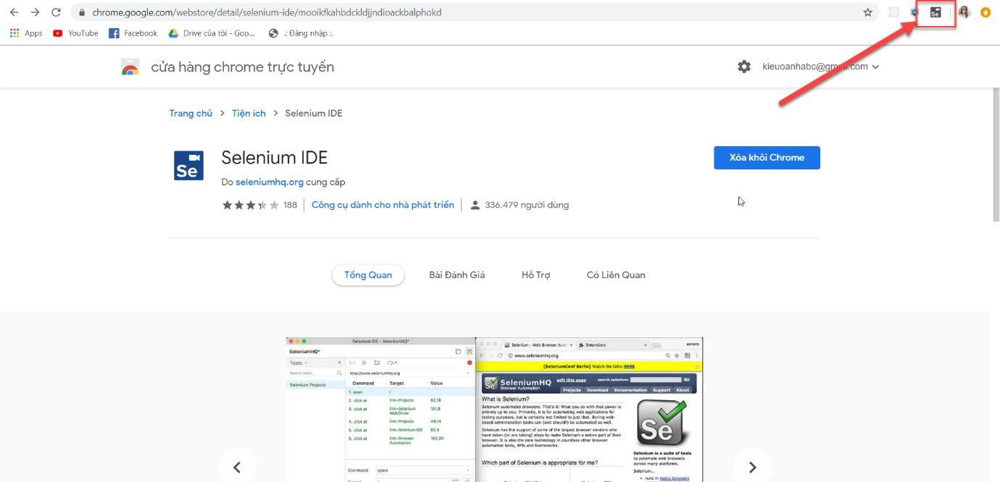 chrome.google.com/webstore/detail/selenium-ide/mooikfkahbdckldjjndioackbalphokd
Apps YouTube Facebook Drive của tôi - Goo... .: Đăng nhập :.
cửa hàng chrome trực tuyến
kieuoanhabc@gmail.com
Trang chủ > Tiện ích > Selenium IDE
Se
Selenium IDE
Xóa khỏi Chrome
Do seleniumhq.org cung cấp
188 Công cụ dành cho nhà phát triển 336.479 người dùng
Tổng Quan Bài Đánh Giá Hỗ Trợ Có Liên Quan
Selenium IDE - SeleniumHQ*
SeleniumHQ*
Tests
Search tests...
Selenium Projects
http://www.seleniumhq.org
Command Target Value
1. open /
2. click at link=Projects 62,16
3. click at link=Selenium WebDriver 101,8
4. click at link=Projects 49,14
5. click at link=Selenium IDE 82,4
6. click at link=Browser Automation 162,30
Command open
Selenium - Web Browser Auto × Extensions ×
www.seleniumhq.org
[SeleniumConf Berlin] Watch the talks HERE
SeleniumHQ
Browser Automation
edit this page search selenium: Go
Projects Download Documentation Support About
What is Selenium?
Selenium automates browsers. That's it! What you do with that power is
entirely up to you. Primarily, it is for automating web applications for
testing purposes, but is certainly not limited to just that. Boring web-
based administration tasks can (and should!) be automated as well.
Selenium has the support of some of the largest browser vendors who
have taken (or are taking) steps to make Selenium a native part of their
browser. It is also the core technology in countless other browser
automation tools, APIs and frameworks.
Which part of Selenium is appropriate for me?
Se
Selenium is a suite of tools
to automate web browsers
across many platforms.
Selenium...
• runs in many browsers